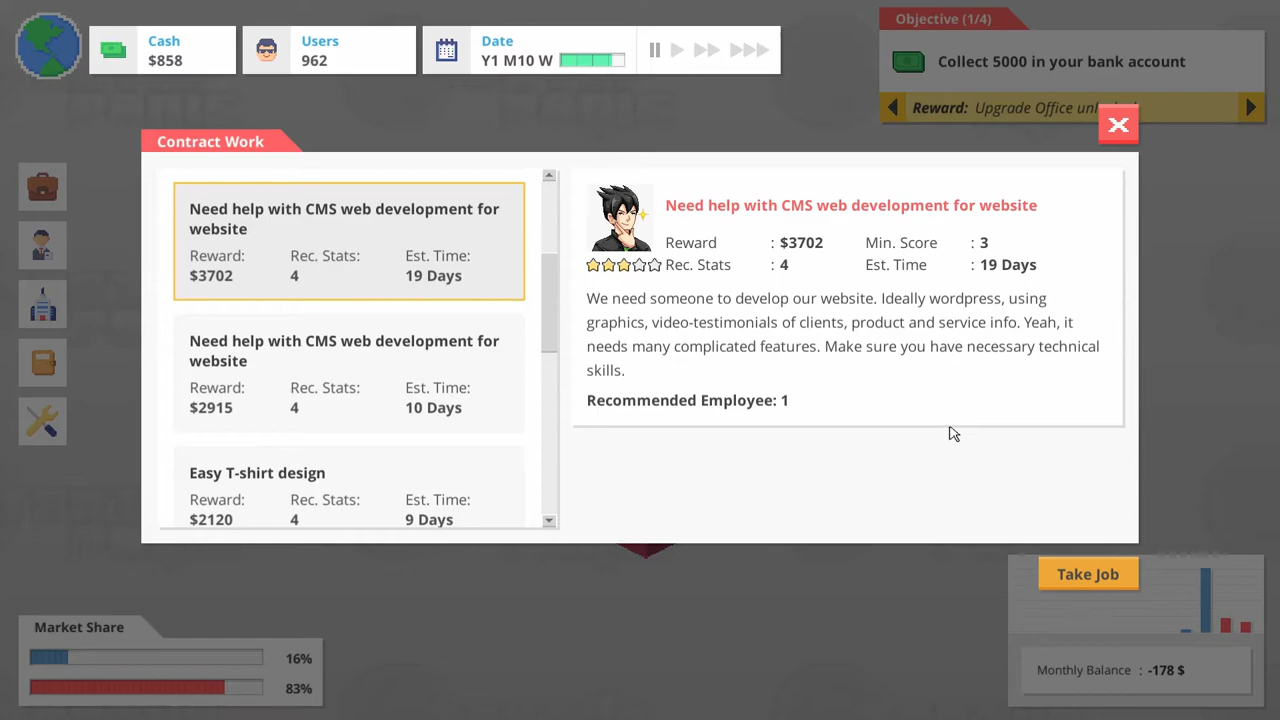 Cash
$858
Users
962
Date
Y1 M10 W
Objective (1/4)
Collect 5000 in your bank account
Reward: Upgrade Office
Contract Work
Need help with CMS web development for
website
Reward: Rec. Stats: Est. Time:
$3702 4 19 Days
Need help with CMS web development for
website
Reward: Rec. Stats: Est. Time:
$2915 4 10 Days
Easy T-shirt design
Reward: Rec. Stats: Est. Time:
$2120 4 9 Days
Need help with CMS web development for website
Reward : $3702 Min. Score : 3
Rec. Stats : 4 Est. Time : 19 Days
We need someone to develop our website. Ideally wordpress, using
graphics, video-testimonials of clients, product and service info. Yeah, it
needs many complicated features. Make sure you have necessary technical
skills.
Recommended Employee: 1
Take Job
Market Share
16%
83%
Monthly Balance : -178 $